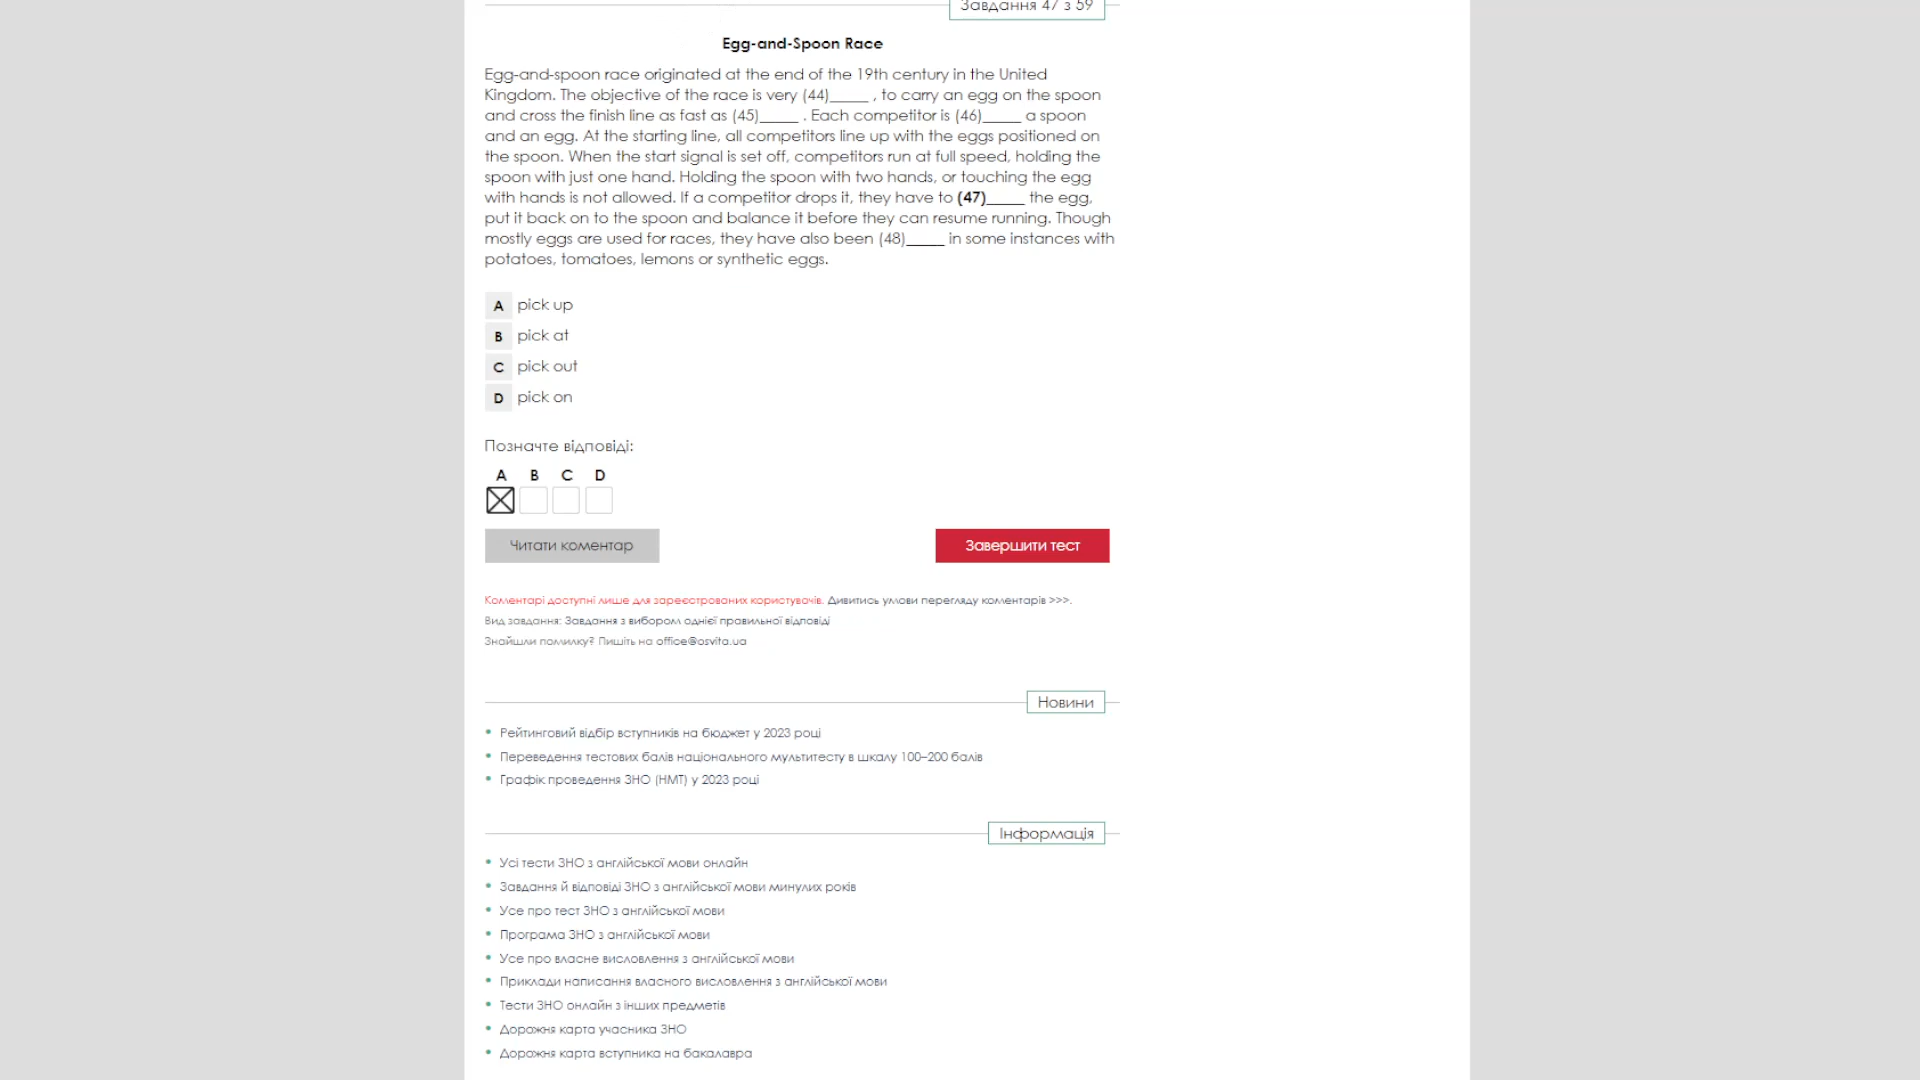 Завдання 47 з 59
Egg-and-Spoon Race
Egg-and-spoon race originated at the end of the 19th century in the United
Kingdom. The objective of the race is very (44)_____ , to carry an egg on the spoon
and cross the finish line as fast as (45)_____ . Each competitor is (46)_____ a spoon
and an egg. At the starting line, all competitors line up with the eggs positioned on
the spoon. When the start signal is set off, competitors run at full speed, holding the
spoon with just one hand. Holding the spoon with two hands, or touching the egg
with hands is not allowed. If a competitor drops it, they have to (47)_____ the egg,
put it back on to the spoon and balance it before they can resume running. Though
mostly eggs are used for races, they have also been (48)_____ in some instances with
potatoes, tomatoes, lemons or synthetic eggs.
A pick up
B pick at
C pick out
D pick on
Позначте відповіді:
A B C D
Читати коментар Завершити тест
Коментарі доступні лише для зареєстрованих користувачів. Дивитись умови перегляду коментарів >>>.
Вид завдання: Завдання з вибором однієї правильної відповіді
Знайшли помилку? Пишіть на office@osvita.ua
Новини
• Рейтинговий відбір вступників на бюджет у 2023 році
• Переведення тестових балів національного мультитесту в шкалу 100–200 балів
• Графік проведення ЗНО (НМТ) у 2023 році
Інформація
• Усі тести ЗНО з англійської мови онлайн
• Завдання й відповіді ЗНО з англійської мови минулих років
• Усе про тест ЗНО з англійської мови
• Програма ЗНО з англійської мови
• Усе про власне висловлення з англійської мови
• Приклади написання власного висловлення з англійської мови
• Тести ЗНО онлайн з інших предметів
• Дорожня карта учасника ЗНО
• Дорожня карта вступника на бакалавра